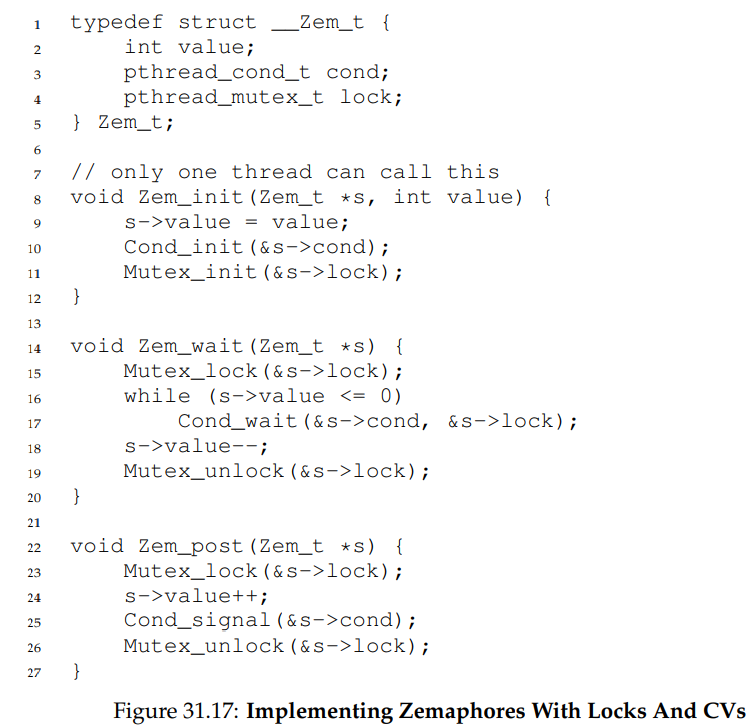 1 typedef struct __Zem_t {
2     int value;
3     pthread_cond_t cond;
4     pthread_mutex_t lock;
5 } Zem_t;
6
7 // only one thread can call this
8 void Zem_init(Zem_t *s, int value) {
9     s->value = value;
10     Cond_init(&s->cond);
11     Mutex_init(&s->lock);
12 }
13
14 void Zem_wait(Zem_t *s) {
15     Mutex_lock(&s->lock);
16     while (s->value <= 0)
17         Cond_wait(&s->cond, &s->lock);
18     s->value--;
19     Mutex_unlock(&s->lock);
20 }
21
22 void Zem_post(Zem_t *s) {
23     Mutex_lock(&s->lock);
24     s->value++;
25     Cond_signal(&s->cond);
26     Mutex_unlock(&s->lock);
27 }
Figure 31.17: Implementing Zemaphores With Locks And CVs